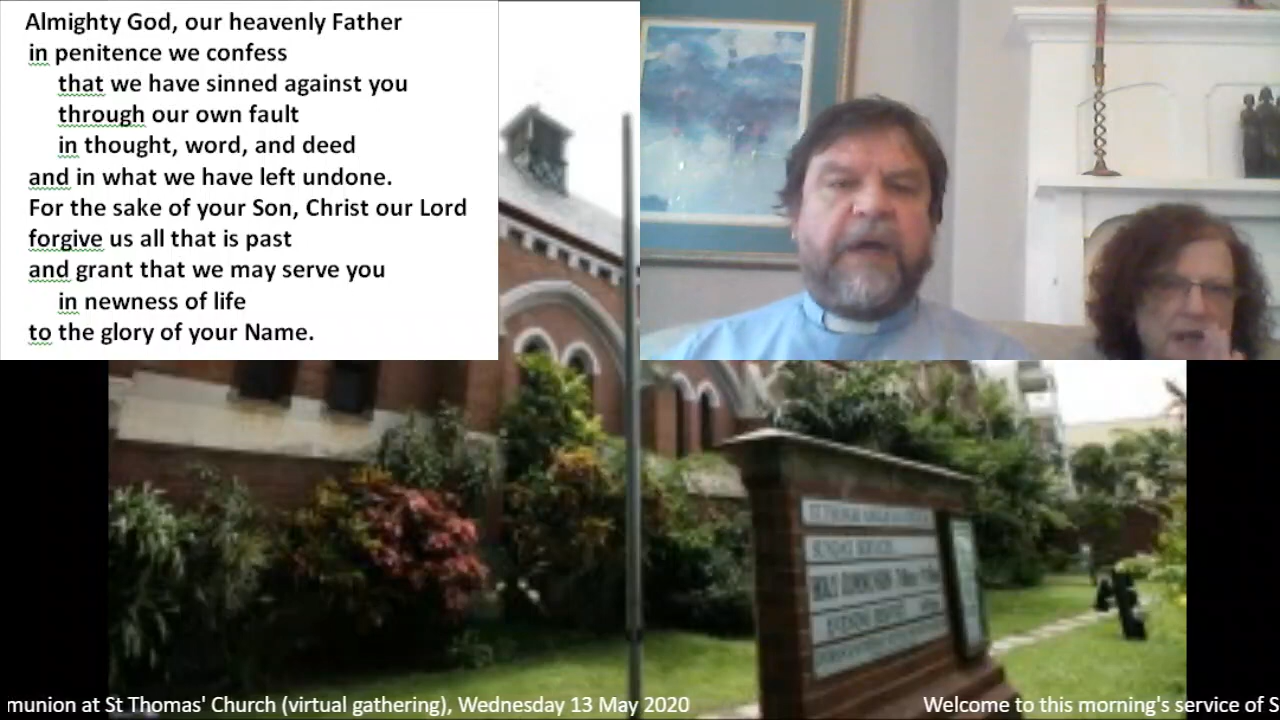 Almighty God, our heavenly Father
in penitence we confess
that we have sinned against you
through our own fault
in thought, word, and deed
and in what we have left undone.
For the sake of your Son, Christ our Lord
forgive us all that is past
and grant that we may serve you
in newness of life
to the glory of your Name.
SUNDAY SERVICES
HOLY COMMUNION
munion at St Thomas' Church (virtual gathering), Wednesday 13 May 2020
Welcome to this morning's service of S